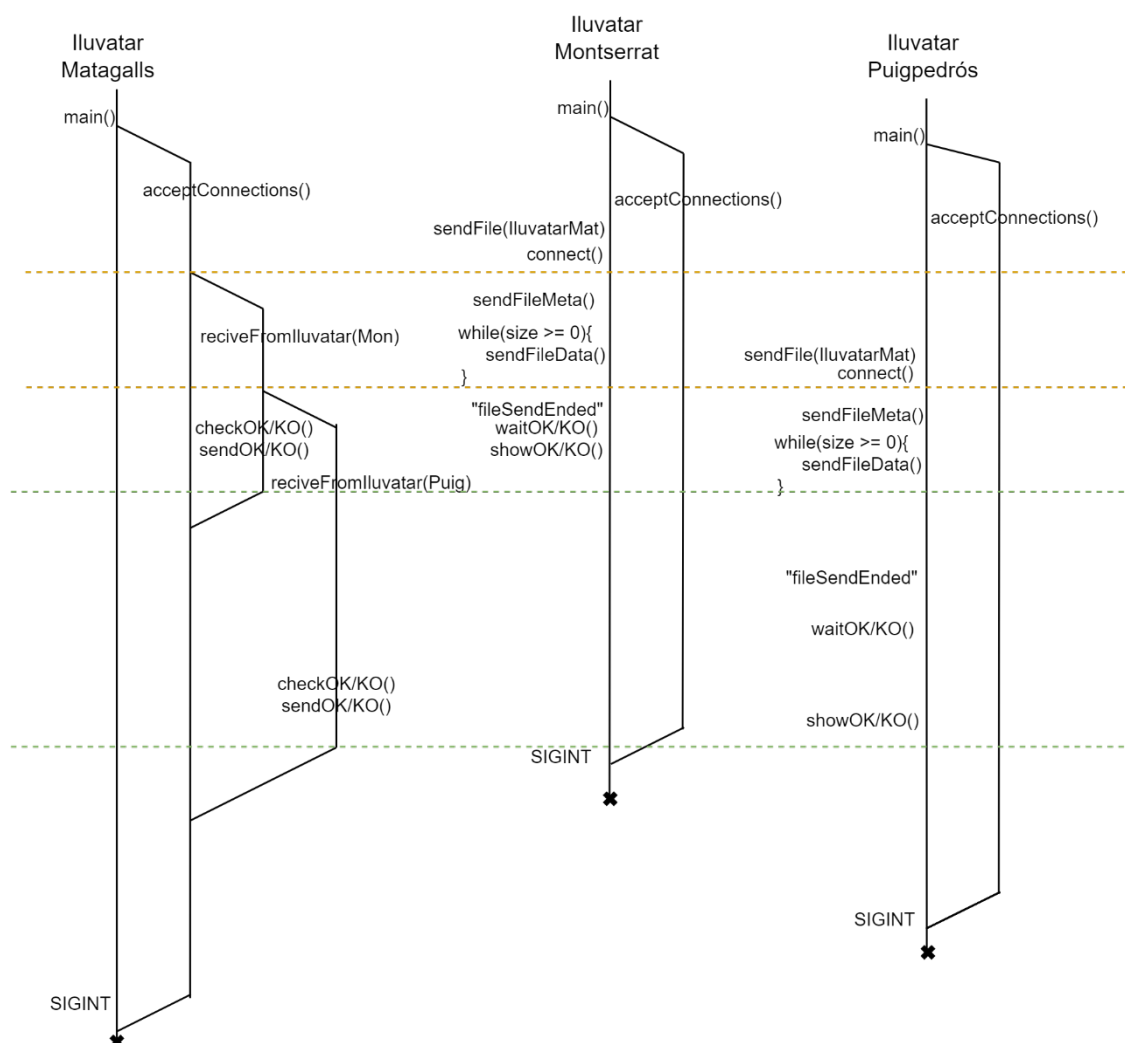 Iluvatar
Matagalls
main()
acceptConnections()
reciveFromIluvatar(Mon)
checkOK/KO()
sendOK/KO()
reciveFromIluvatar(Puig)
checkOK/KO()
sendOK/KO()
SIGINT
Iluvatar
Montserrat
main()
acceptConnections()
sendFile(IluvatarMat)
connect()
sendFileMeta()
while(size >= 0){
sendFileData()
}
"fileSendEnded"
waitOK/KO()
showOK/KO()
SIGINT
Iluvatar
Puigpedrós
main()
acceptConnections()
sendFile(IluvatarMat)
connect()
sendFileMeta()
while(size >= 0){
sendFileData()
}
"fileSendEnded"
waitOK/KO()
showOK/KO()
SIGINT